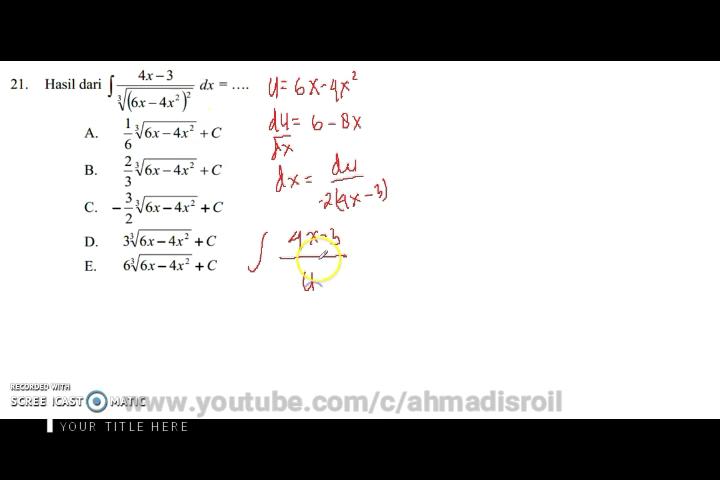 21. Hasil dari ∫ (4x − 3)/∛((6x − 4x²)²) dx = ....
A. 1/6 ∛(6x − 4x²) + C
B. 2/3 ∛(6x − 4x²) + C
C. −3/2 ∛(6x − 4x²) + C
D. 3∛(6x − 4x²) + C
E. 6∛(6x − 4x²) + C
u = 6x - 4x²
du/dx = 6 - 8x
dx = du/-2(4x - 3)
∫ (4x-3)/u
RECORDED WITH
SCREENCAST MATIC
www.youtube.com/c/ahmadisroil
YOUR TITLE HERE